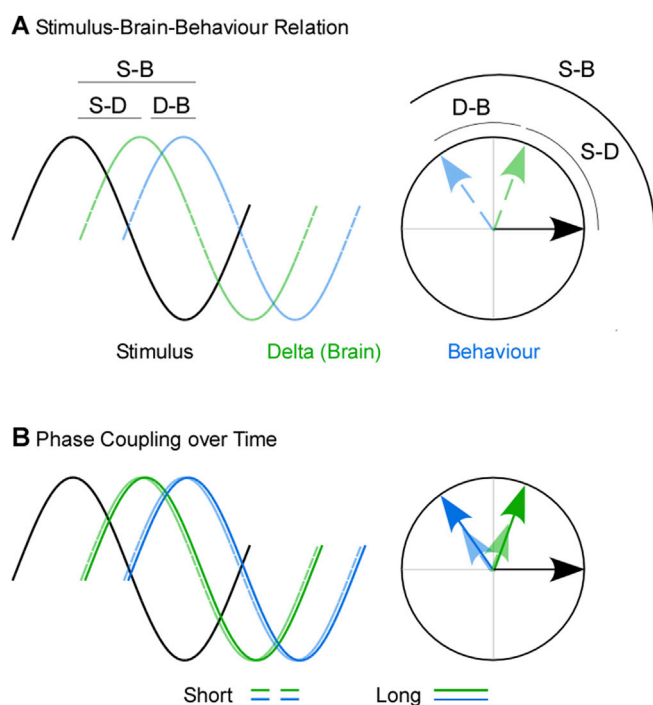 A Stimulus-Brain-Behaviour Relation
S-B
S-D D-B
S-B
D-B
S-D
Stimulus Delta (Brain) Behaviour
B Phase Coupling over Time
Short Long